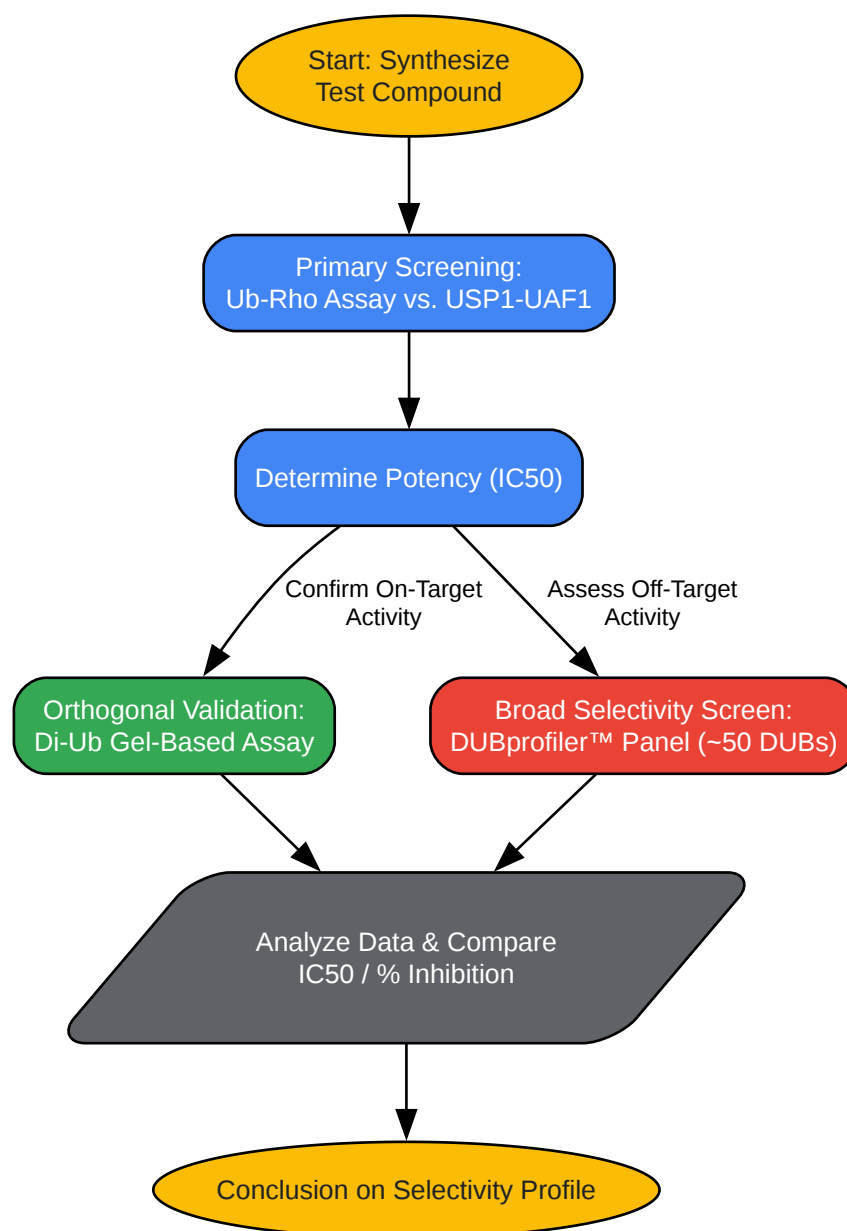 Start: Synthesize
Test Compound
Primary Screening:
Ub-Rho Assay vs. USP1-UAF1
Determine Potency (IC50)
Confirm On-Target
Activity
Assess Off-Target
Activity
Orthogonal Validation:
Di-Ub Gel-Based Assay
Broad Selectivity Screen:
DUBprofiler™ Panel (~50 DUBs)
Analyze Data & Compare
IC50 / % Inhibition
Conclusion on Selectivity Profile